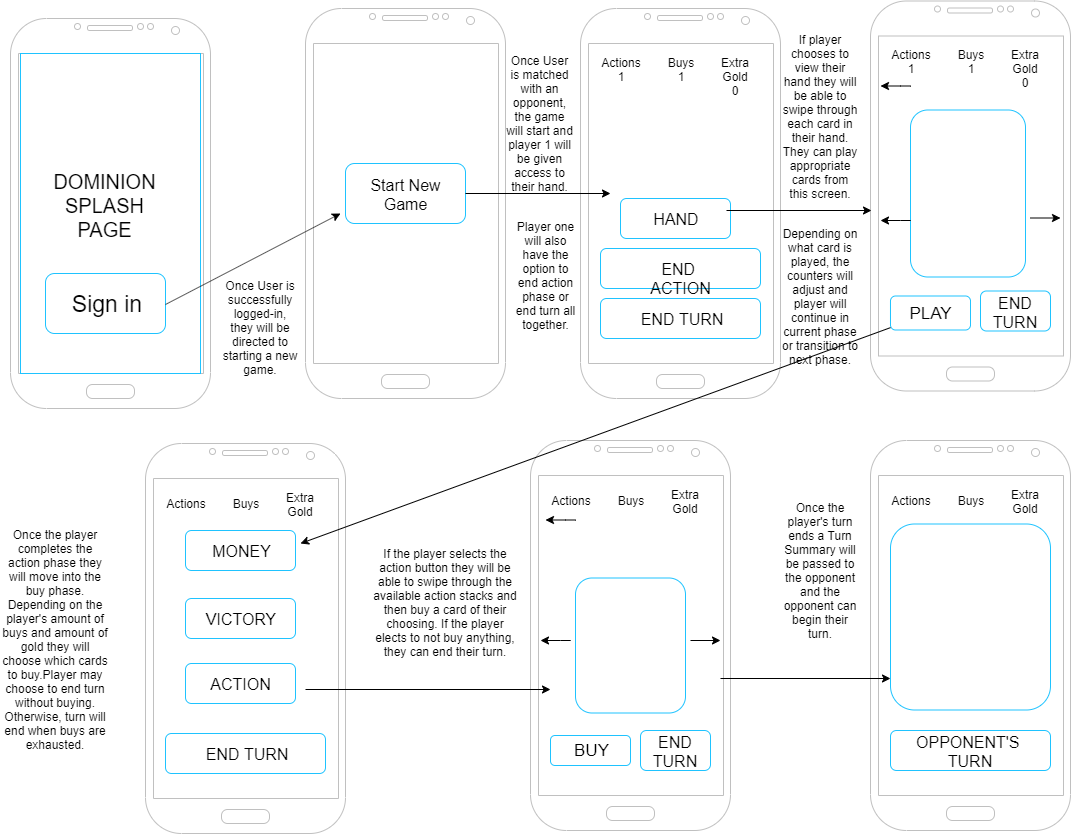 DOMINION
SPLASH
PAGE
Sign in
Once User is
successfully
logged-in,
they will be
directed to
starting a new
game.
Start New
Game
Once User
is matched
with an
opponent,
the game
will start and
player 1 will
be given
access to
their hand.
Player one
will also
have the
option to
end action
phase or
end turn all
together.
Actions
1
Buys
1
Extra
Gold
0
HAND
END
ACTION
END TURN
If player
chooses to
view their
hand they will
be able to
swipe through
each card in
their hand.
They can play
appropriate
cards from
this screen.
Depending on
what card is
played, the
counters will
adjust and
player will
continue in
current phase
or transition to
next phase.
Actions
1
Buys
1
Extra
Gold
0
PLAY
END
TURN
Once the player
completes the
action phase they
will move into the
buy phase.
Depending on the
player's amount of
buys and amount of
gold they will
choose which cards
to buy.Player may
choose to end turn
without buying.
Otherwise, turn will
end when buys are
exhausted.
Actions
Buys
Extra
Gold
MONEY
VICTORY
ACTION
END TURN
If the player selects the
action button they will be
able to swipe through the
available action stacks and
then buy a card of their
choosing. If the player
elects to not buy anything,
they can end their turn.
Actions
Buys
Extra
Gold
BUY
END
TURN
Once the
player's turn
ends a Turn
Summary will
be passed to
the opponent
and the
opponent can
begin their
turn.
Actions
Buys
Extra
Gold
OPPONENT'S
TURN